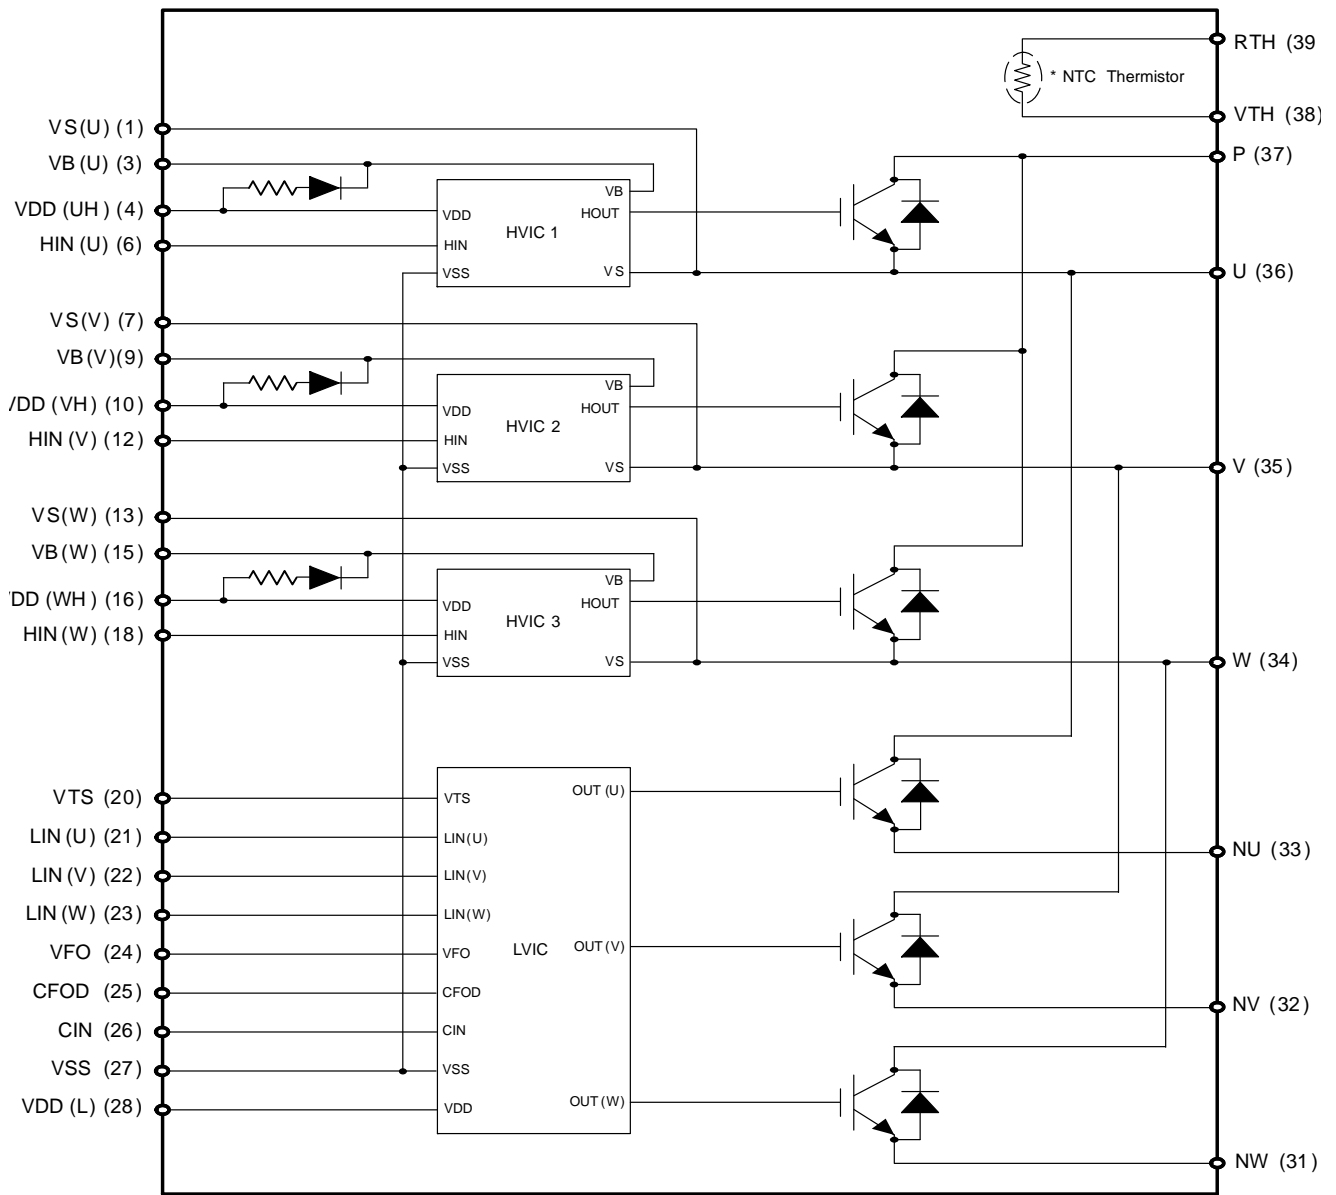 RTH (39
* NTC Thermistor
VTH (38)
P (37)
U (36)
V (35)
W (34)
NU (33)
NV (32)
NW (31)
VS(U) (1)
VB(U) (3)
VDD (UH) (4)
HIN(U) (6)
VS(V) (7)
VB(V)(9)
VDD (VH) (10)
HIN(V) (12)
VS(W) (13)
VB(W) (15)
DD (WH) (16)
HIN(W) (18)
VTS (20)
LIN(U) (21)
LIN(V) (22)
LIN(W) (23)
VFO (24)
CFOD (25)
CIN (26)
VSS (27)
VDD (L) (28)
VB
VDD
HOUT
HVIC 1
HIN
VSS
VS
VB
VDD
HOUT
HVIC 2
HIN
VSS
VS
VB
VDD
HOUT
HVIC 3
HIN
VSS
VS
VTS
OUT(U)
LIN(U)
LIN(V)
LIN(W)
VFO
LVIC
OUT(V)
CFOD
CIN
VSS
OUT(W)
VDD